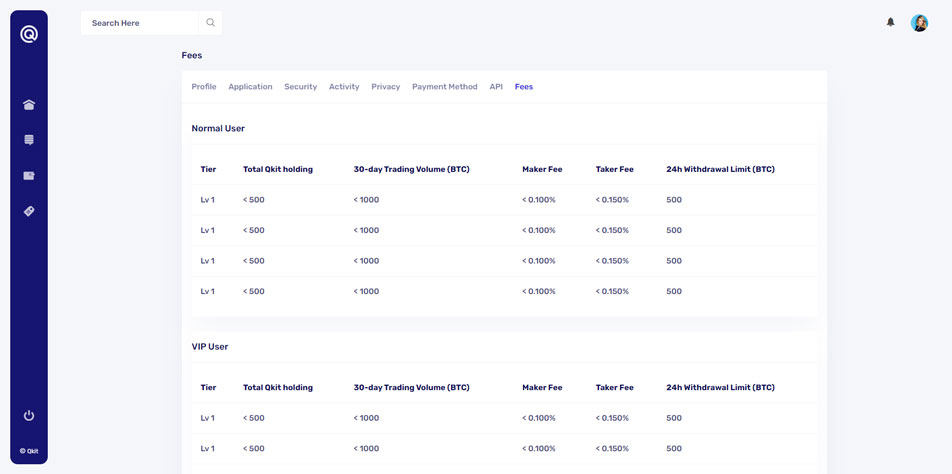 Search Here
Fees
Profile Application Security Activity Privacy Payment Method API Fees
Normal User
Tier Total Qkit holding 30-day Trading Volume (BTC) Maker Fee Taker Fee 24h Withdrawal Limit (BTC)
Lv 1 < 500 < 1000 < 0.100% < 0.150% 500
Lv 1 < 500 < 1000 < 0.100% < 0.150% 500
Lv 1 < 500 < 1000 < 0.100% < 0.150% 500
Lv 1 < 500 < 1000 < 0.100% < 0.150% 500
VIP User
Tier Total Qkit holding 30-day Trading Volume (BTC) Maker Fee Taker Fee 24h Withdrawal Limit (BTC)
Lv 1 < 500 < 1000 < 0.100% < 0.150% 500
Lv 1 < 500 < 1000 < 0.100% < 0.150% 500
© Qkit